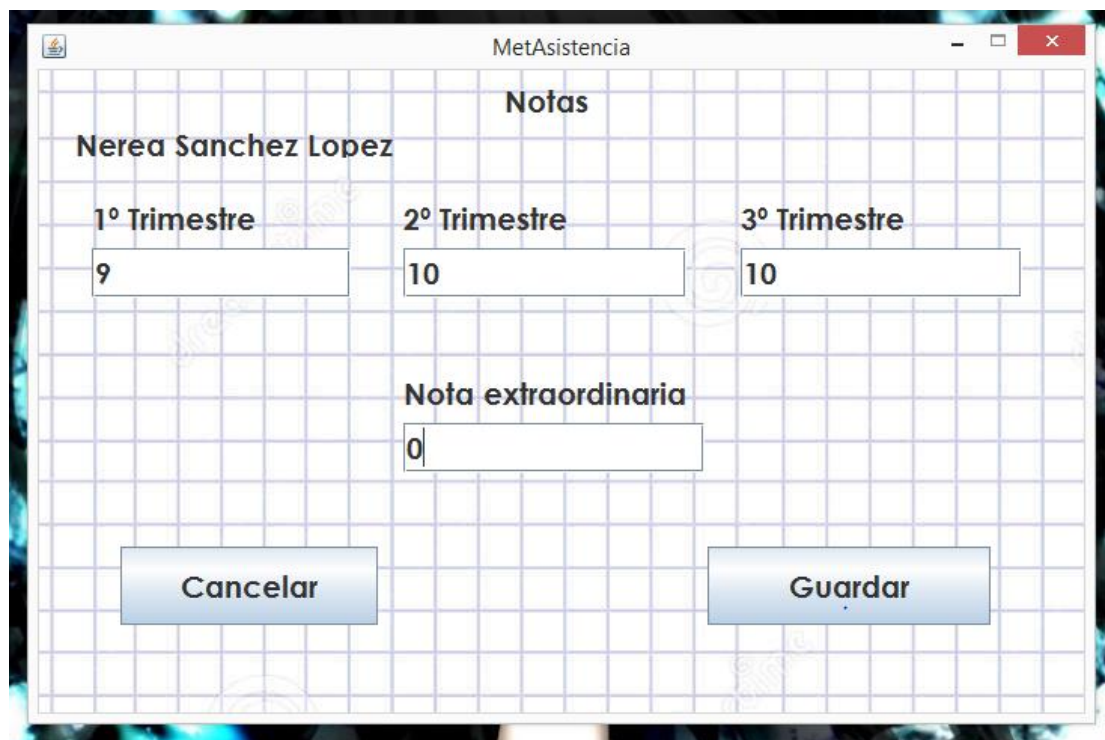 MetAsistencia
Notas
Nerea Sanchez Lopez
1º Trimestre 2º Trimestre 3º Trimestre
9 10 10
Nota extraordinaria
0
Cancelar Guardar